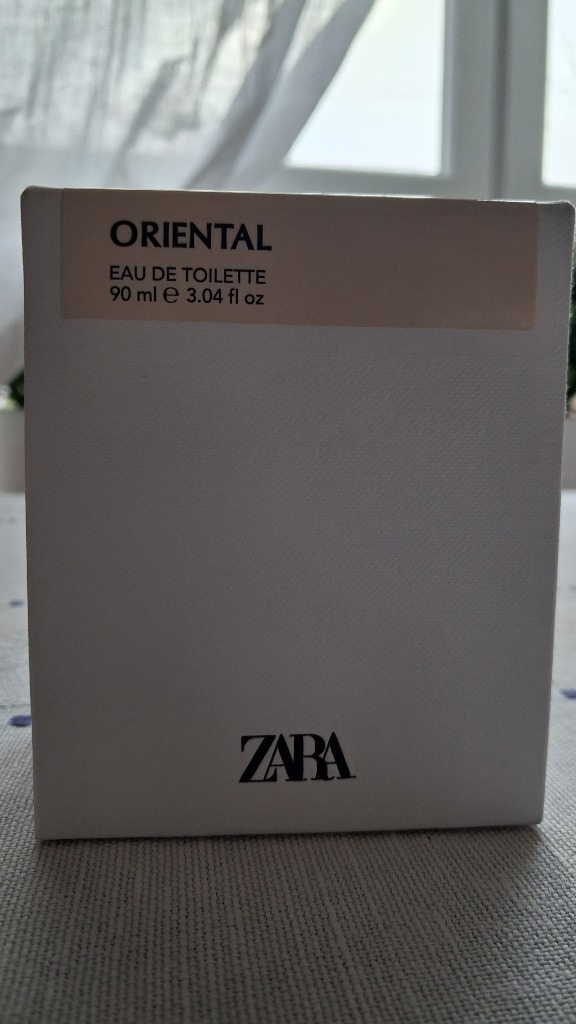 ORIENTAL
EAU DE TOILETTE
90 ml ℮ 3.04 fl oz
ZARA